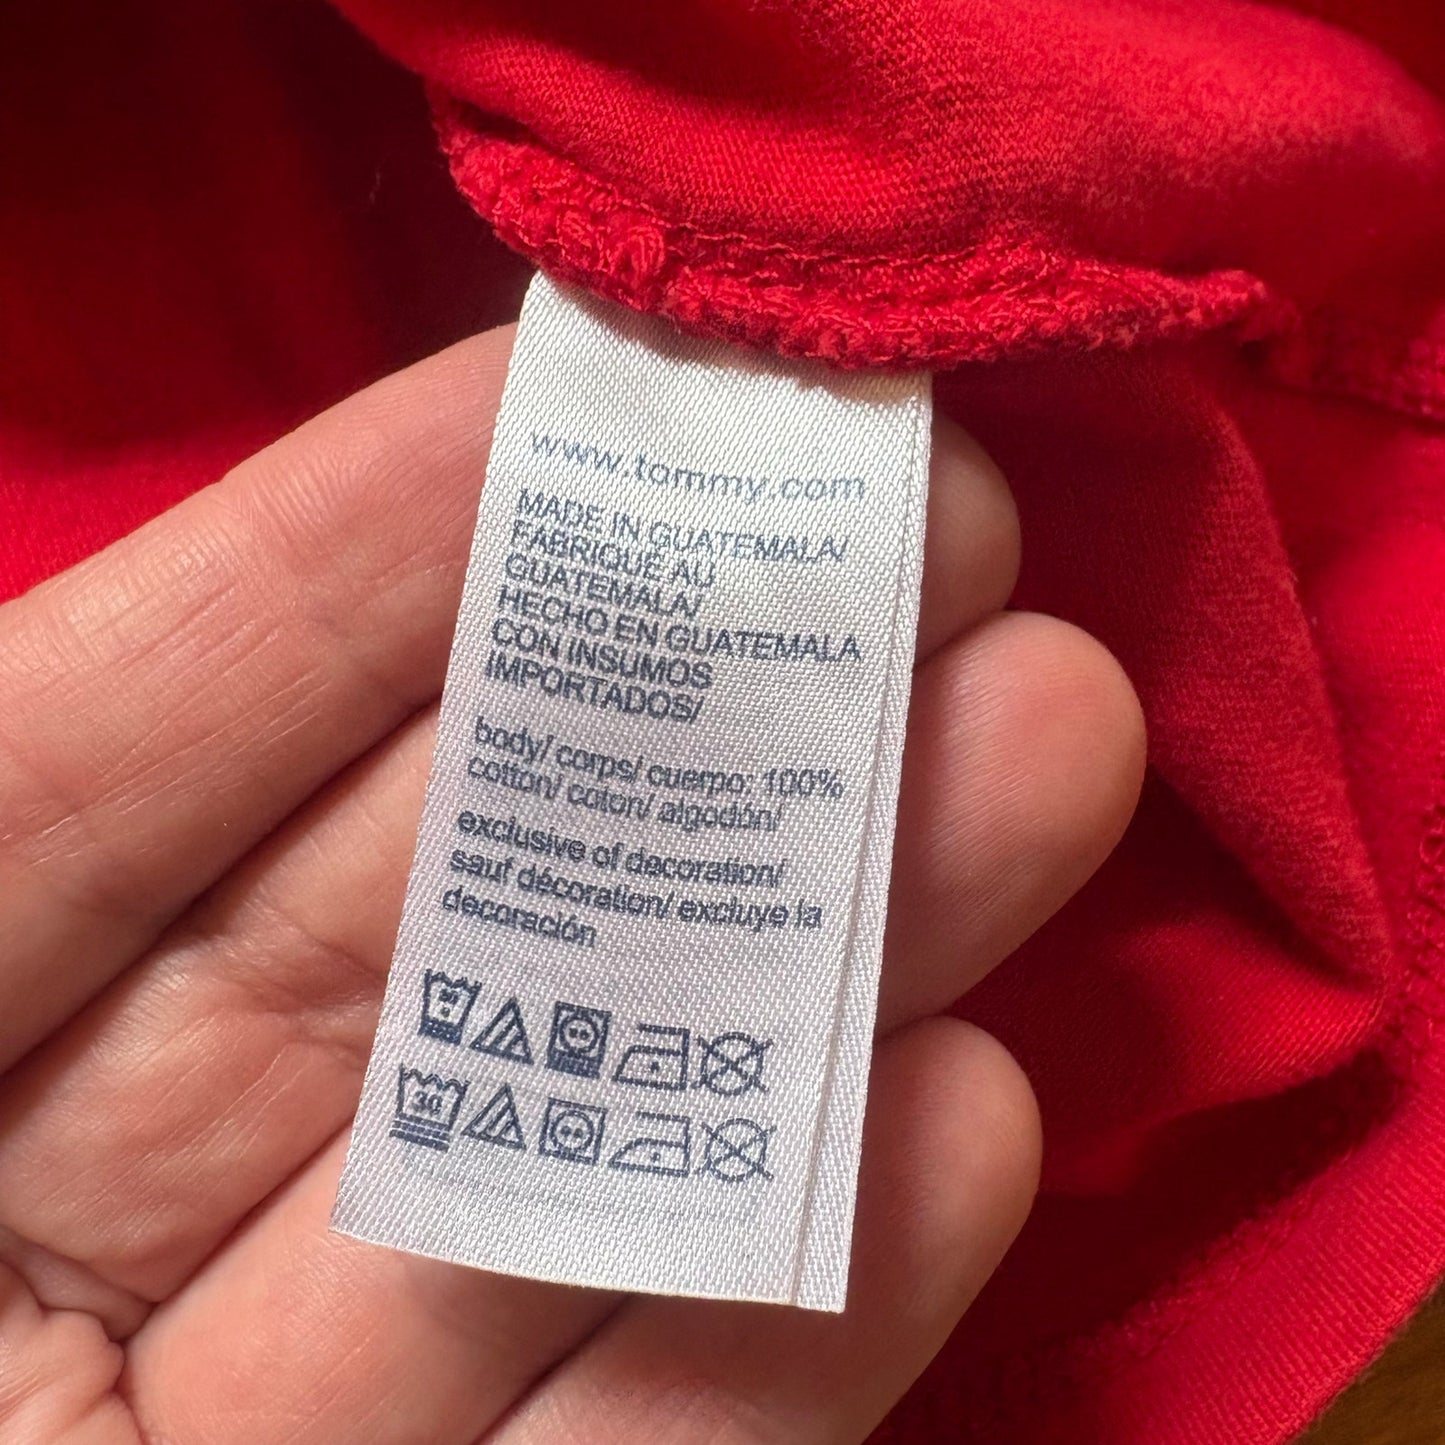 www.tommy.com
MADE IN GUATEMALA/
FABRIQUÉ AU
GUATEMALA/
HECHO EN GUATEMALA
CON INSUMOS
IMPORTADOS/
body/ corps/ cuerpo: 100%
cotton/ coton/ algodón/
exclusive of decoration/
sauf décoration/ excluye la
decoración
30